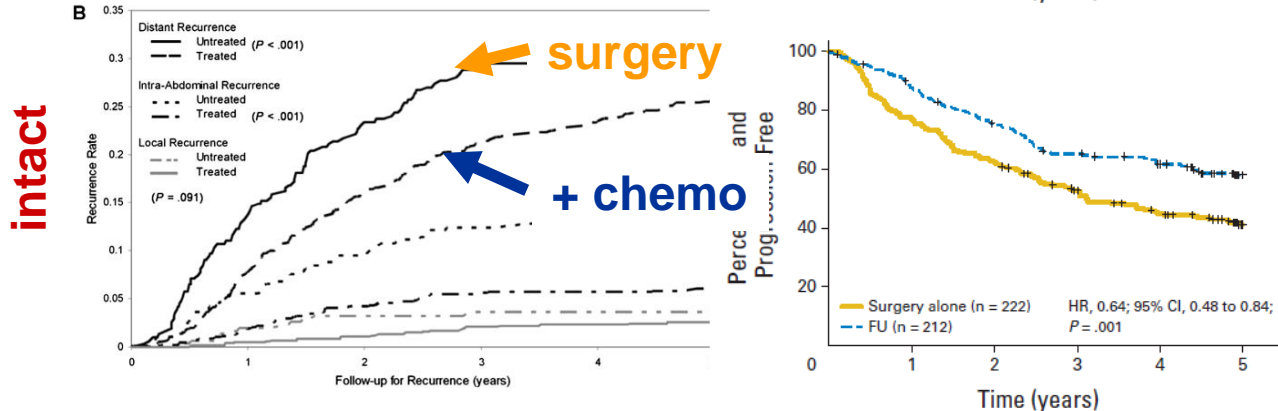 B
0.35
0.3
0.25
0.2
0.15
0.1
0.05
0
Recurrence Rate
Distant Recurrence
Untreated (P < .001)
Treated
Intra-Abdominal Recurrence
Untreated
Treated (P < .001)
Local Recurrence
Untreated
Treated
(P = .091)
0 1 2 3 4
Follow-up for Recurrence (years)
intact
surgery
+ chemo
and
Free
100
80
60
40
20
0
Surgery alone (n = 222) HR, 0.64; 95% CI, 0.48 to 0.84;
FU (n = 212) P = .001
1 2 3 4 5
Time (years)